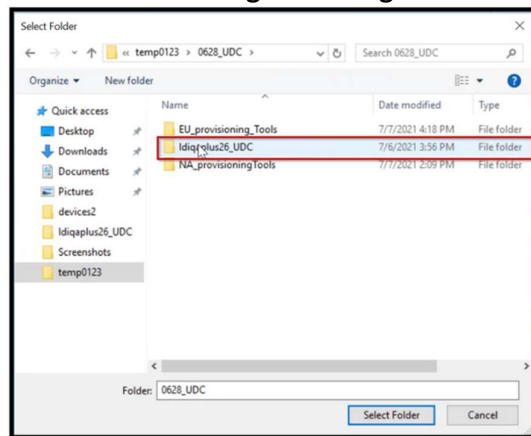 Select Folder
« temp0123 > 0628_UDC >
Search 0628_UDC
Organize
New folder
Name
Date modified
Type
Quick access
Desktop
Downloads
Documents
Pictures
devices2
Idiqaplus26_UDC
Screenshots
temp0123
EU_provisioning_Tools 7/7/2021 4:18 PM File folder
Idiqaplus26_UDC 7/6/2021 3:56 PM File folder
NA_provisioningTools 7/7/2021 2:09 PM File folder
Folder: 0628_UDC
Select Folder
Cancel